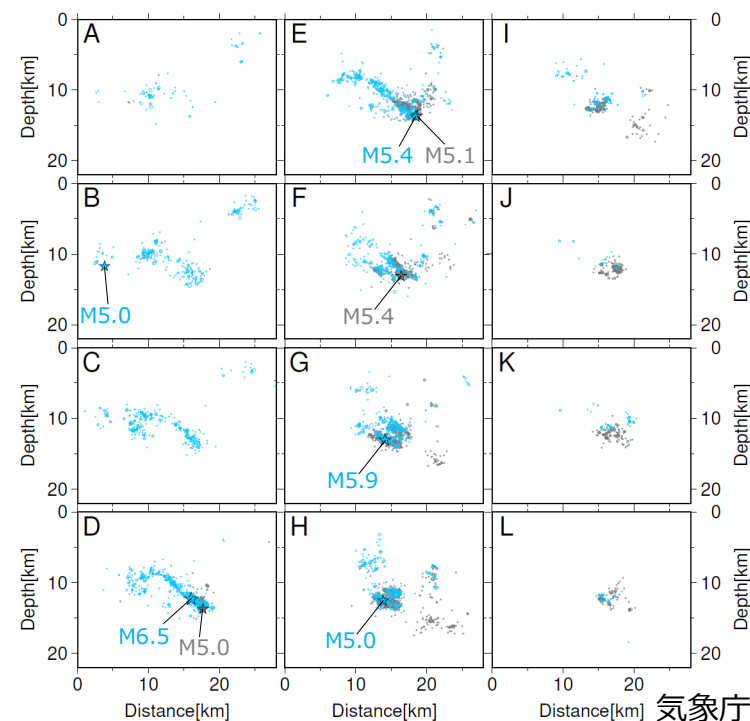 A
E
I
0
0
Depth[km]
10
10
Depth[km]
20
M5.4
M5.1
20
B
F
J
0
0
Depth[km]
10
10
Depth[km]
M5.0
M5.4
20
20
C
G
K
0
0
Depth[km]
10
10
Depth[km]
M5.9
20
20
D
H
L
0
0
Depth[km]
10
10
Depth[km]
M6.5
M5.0
M5.0
20
20
0
10
20
0
10
20
0
10
20
Distance[km]
Distance[km]
Distance[km]
気象庁